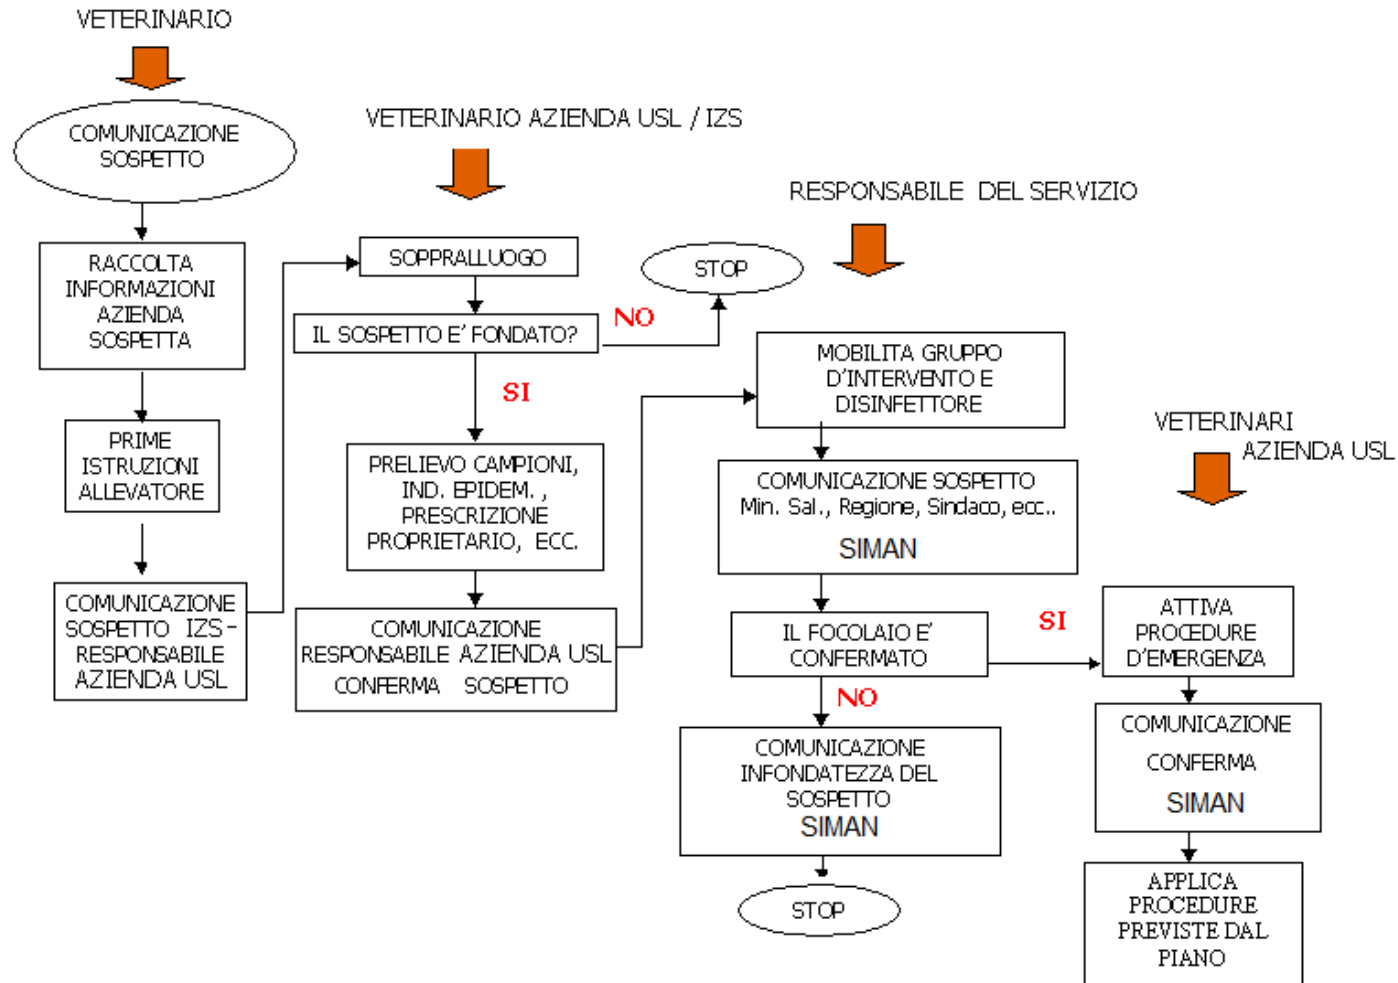 VETERINARIO
COMUNICAZIONE
SOSPETTO
RACCOLTA
INFORMAZIONI
AZIENDA
SOSPETTA
PRIME
ISTRUZIONI
ALLEVATORE
COMUNICAZIONE
SOSPETTO IZS-
RESPONSABILE
AZIENDA USL
VETERINARIO AZIENDA USL / IZS
SOPPRALLUOGO
IL SOSPETTO E' FONDATO?
NO
STOP
SI
PRELIEVO CAMPIONI,
IND. EPIDEM. ,
PRESCRIZIONE
PROPRIETARIO, ECC.
COMUNICAZIONE
RESPONSABILE AZIENDA USL
CONFERMA SOSPETTO
RESPONSABILE DEL SERVIZIO
MOBILITA GRUPPO
D'INTERVENTO E
DISINFETTORE
COMUNICAZIONE SOSPETTO
Min. Sal., Regione, Sindaco, ecc..
SIMAN
IL FOCOLAIO E'
CONFERMATO
SI
NO
COMUNICAZIONE
INFONDATEZZA DEL
SOSPETTO
SIMAN
STOP
VETERINARI
AZIENDA USL
ATTIVA
PROCEDURE
D'EMERGENZA
COMUNICAZIONE
CONFERMA
SIMAN
APPLICA
PROCEDURE
PREVISTE DAL
PIANO